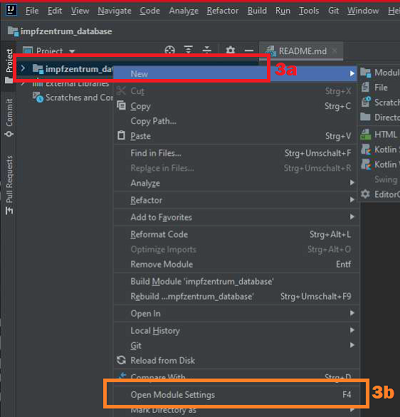 File Edit View Navigate Code Analyze Refactor Build Run Tools Git Window
impfzentrum_database
Project
README.md
Project
Commit
Pull Requests
impfzentrum_da
External Libraries
Scratches and Co
3a
New
Cut Strg+X
Copy Strg+C
Copy Path...
Paste Strg+V
Find in Files... Strg+Umschalt+F
Replace in Files... Strg+Umschalt+R
Analyze
Refactor
Add to Favorites
Reformat Code Strg+Alt+L
Optimize Imports Strg+Alt+O
Remove Module Entf
Build Module 'impfzentrum_database'
Rebuild ...mpfzentrum_database' Strg+Umschalt+F9
Open In
Local History
Git
Reload from Disk
Compare With... Strg+D
Open Module Settings F4
3b
Mark Directory as
Modul
File
Scratc
Direc
HTML
Kotlin S
Kotlin
Swing
EditorC